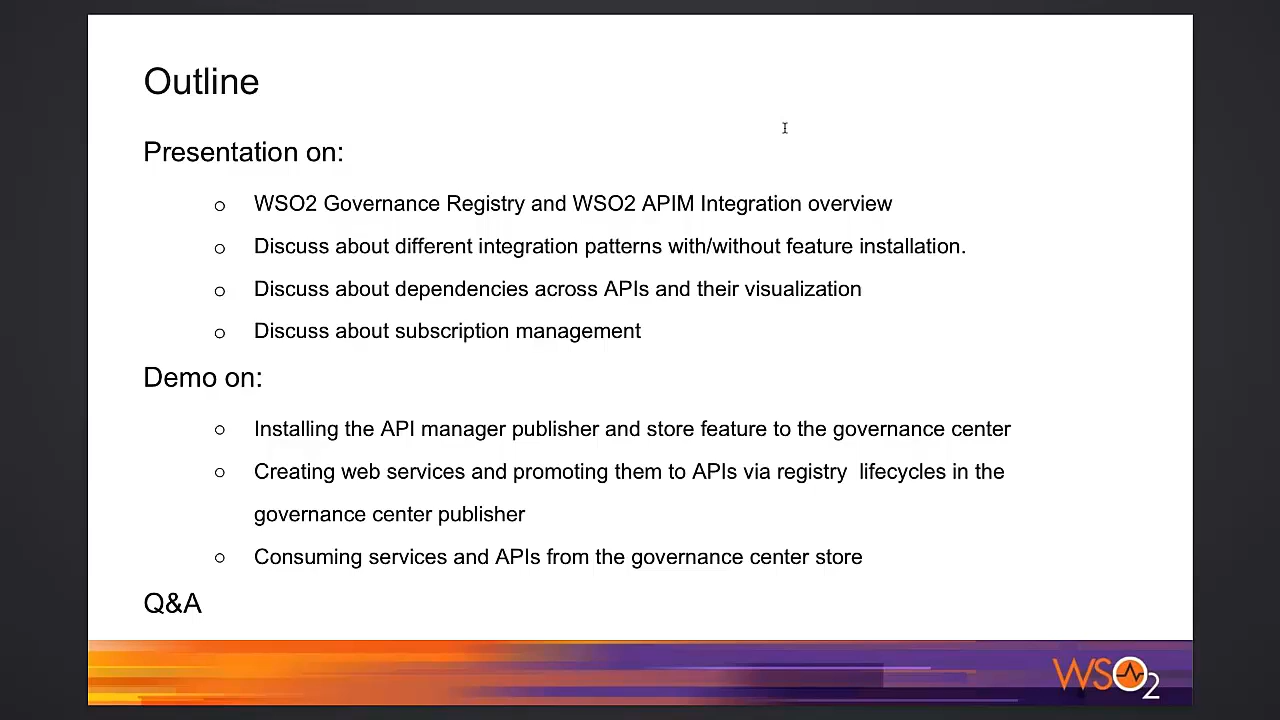 Outline
Presentation on:
WSO2 Governance Registry and WSO2 APIM Integration overview
Discuss about different integration patterns with/without feature installation.
Discuss about dependencies across APIs and their visualization
Discuss about subscription management
Demo on:
Installing the API manager publisher and store feature to the governance center
Creating web services and promoting them to APIs via registry  lifecycles in the
governance center publisher
Consuming services and APIs from the governance center store
Q&A
WSO2